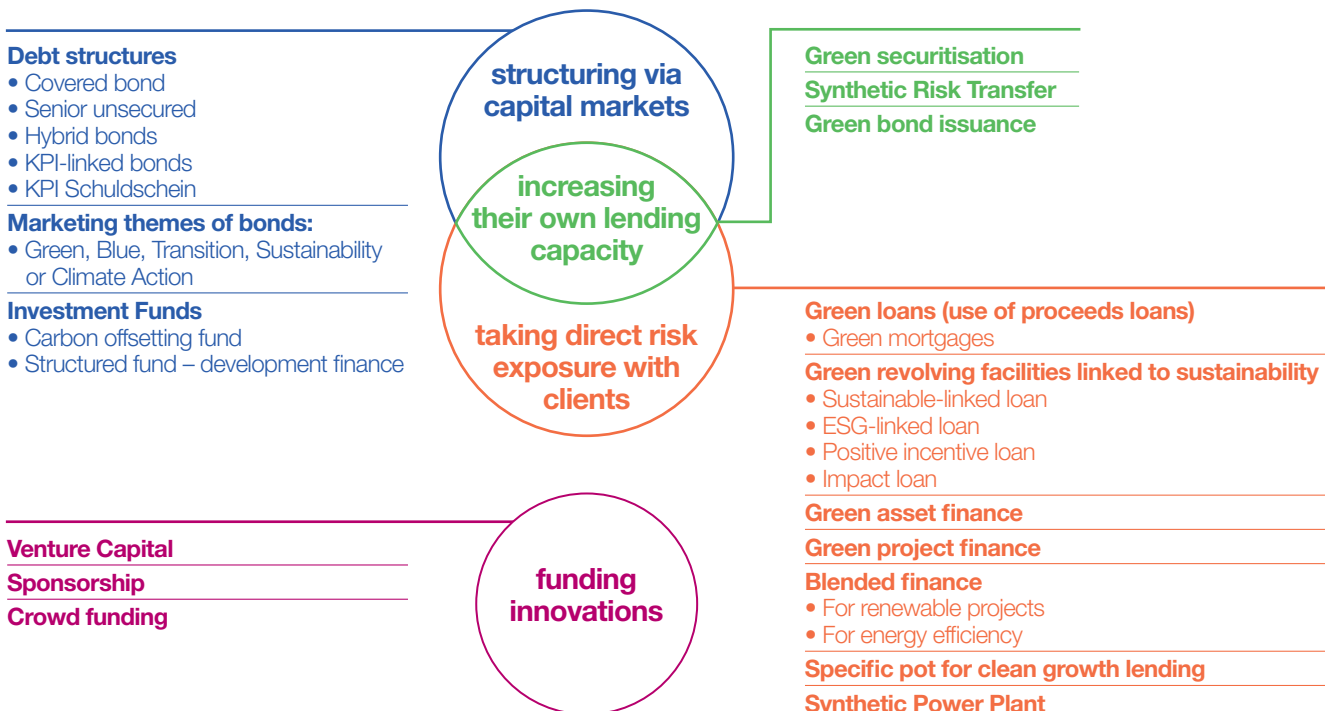 Debt structures
• Covered bond
• Senior unsecured
• Hybrid bonds
• KPI-linked bonds
• KPI Schuldschein
Marketing themes of bonds:
• Green, Blue, Transition, Sustainability
or Climate Action
Investment Funds
• Carbon offsetting fund
• Structured fund – development finance
structuring via
capital markets
increasing
their own lending
capacity
taking direct risk
exposure with
clients
Green securitisation
Synthetic Risk Transfer
Green bond issuance
Green loans (use of proceeds loans)
• Green mortgages
Green revolving facilities linked to sustainability
• Sustainable-linked loan
• ESG-linked loan
• Positive incentive loan
• Impact loan
Green asset finance
Green project finance
Blended finance
• For renewable projects
• For energy efficiency
Specific pot for clean growth lending
Synthetic Power Plant
Venture Capital
Sponsorship
Crowd funding
funding
innovations